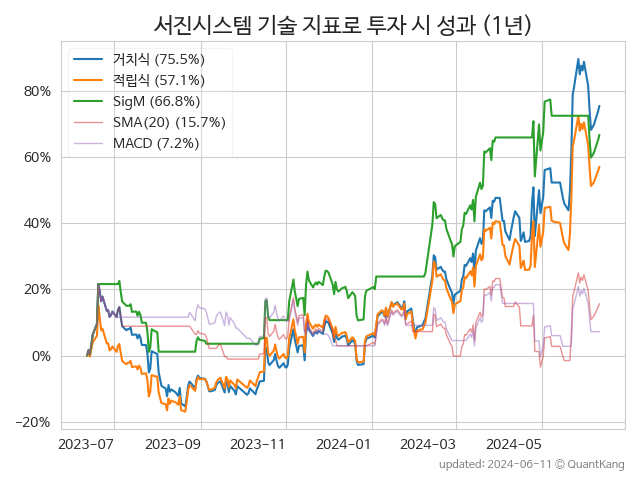 서진시스템 기술 지표로 투자 시 성과 (1년)
거치식 (75.5%)
적립식 (57.1%)
SigM (66.8%)
SMA(20) (15.7%)
MACD (7.2%)
80%
60%
40%
20%
0%
−20%
2023-07
2023-09
2023-11
2024-01
2024-03
2024-05
updated: 2024-06-11 © QuantKang